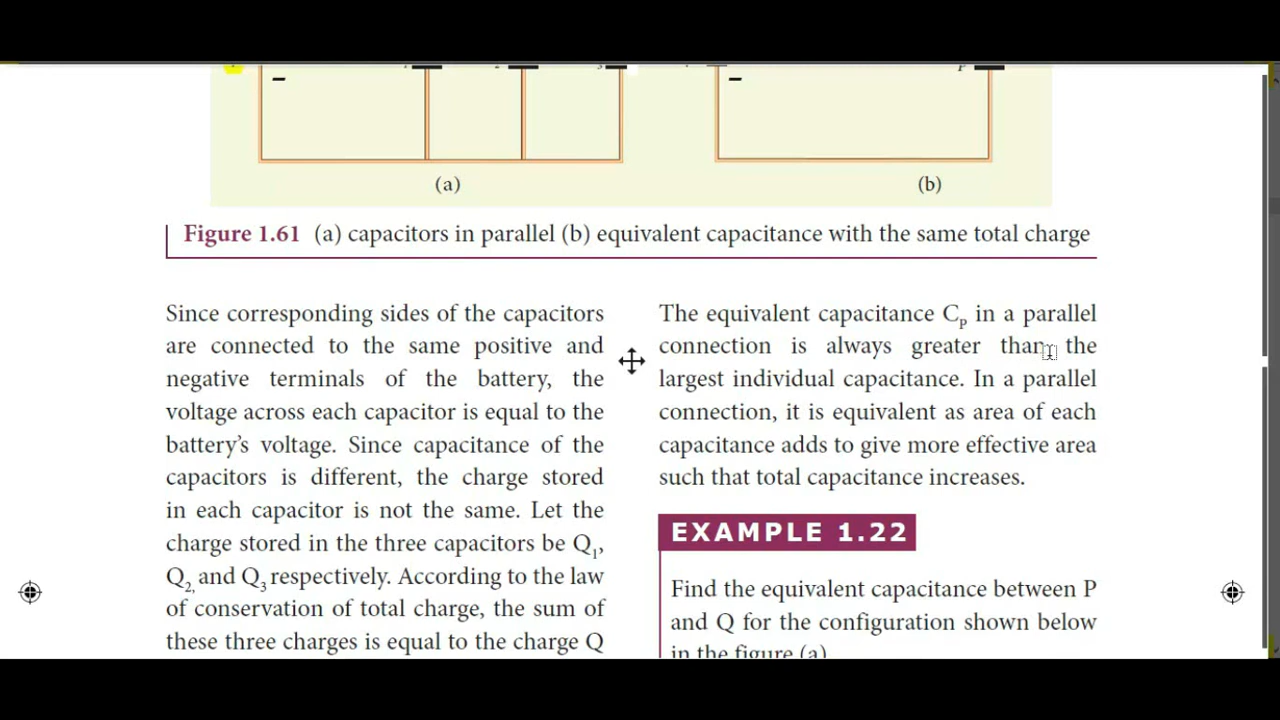 (a)
(b)
Figure 1.61 (a) capacitors in parallel (b) equivalent capacitance with the same total charge
Since corresponding sides of the capacitors
are connected to the same positive and
negative terminals of the battery, the
voltage across each capacitor is equal to the
battery’s voltage. Since capacitance of the
capacitors is different, the charge stored
in each capacitor is not the same. Let the
charge stored in the three capacitors be Q1,
Q2, and Q3 respectively. According to the law
of conservation of total charge, the sum of
these three charges is equal to the charge Q
The equivalent capacitance CP in a parallel
connection is always greater than the
largest individual capacitance. In a parallel
connection, it is equivalent as area of each
capacitance adds to give more effective area
such that total capacitance increases.
EXAMPLE 1.22
Find the equivalent capacitance between P
and Q for the configuration shown below
in the figure (a)